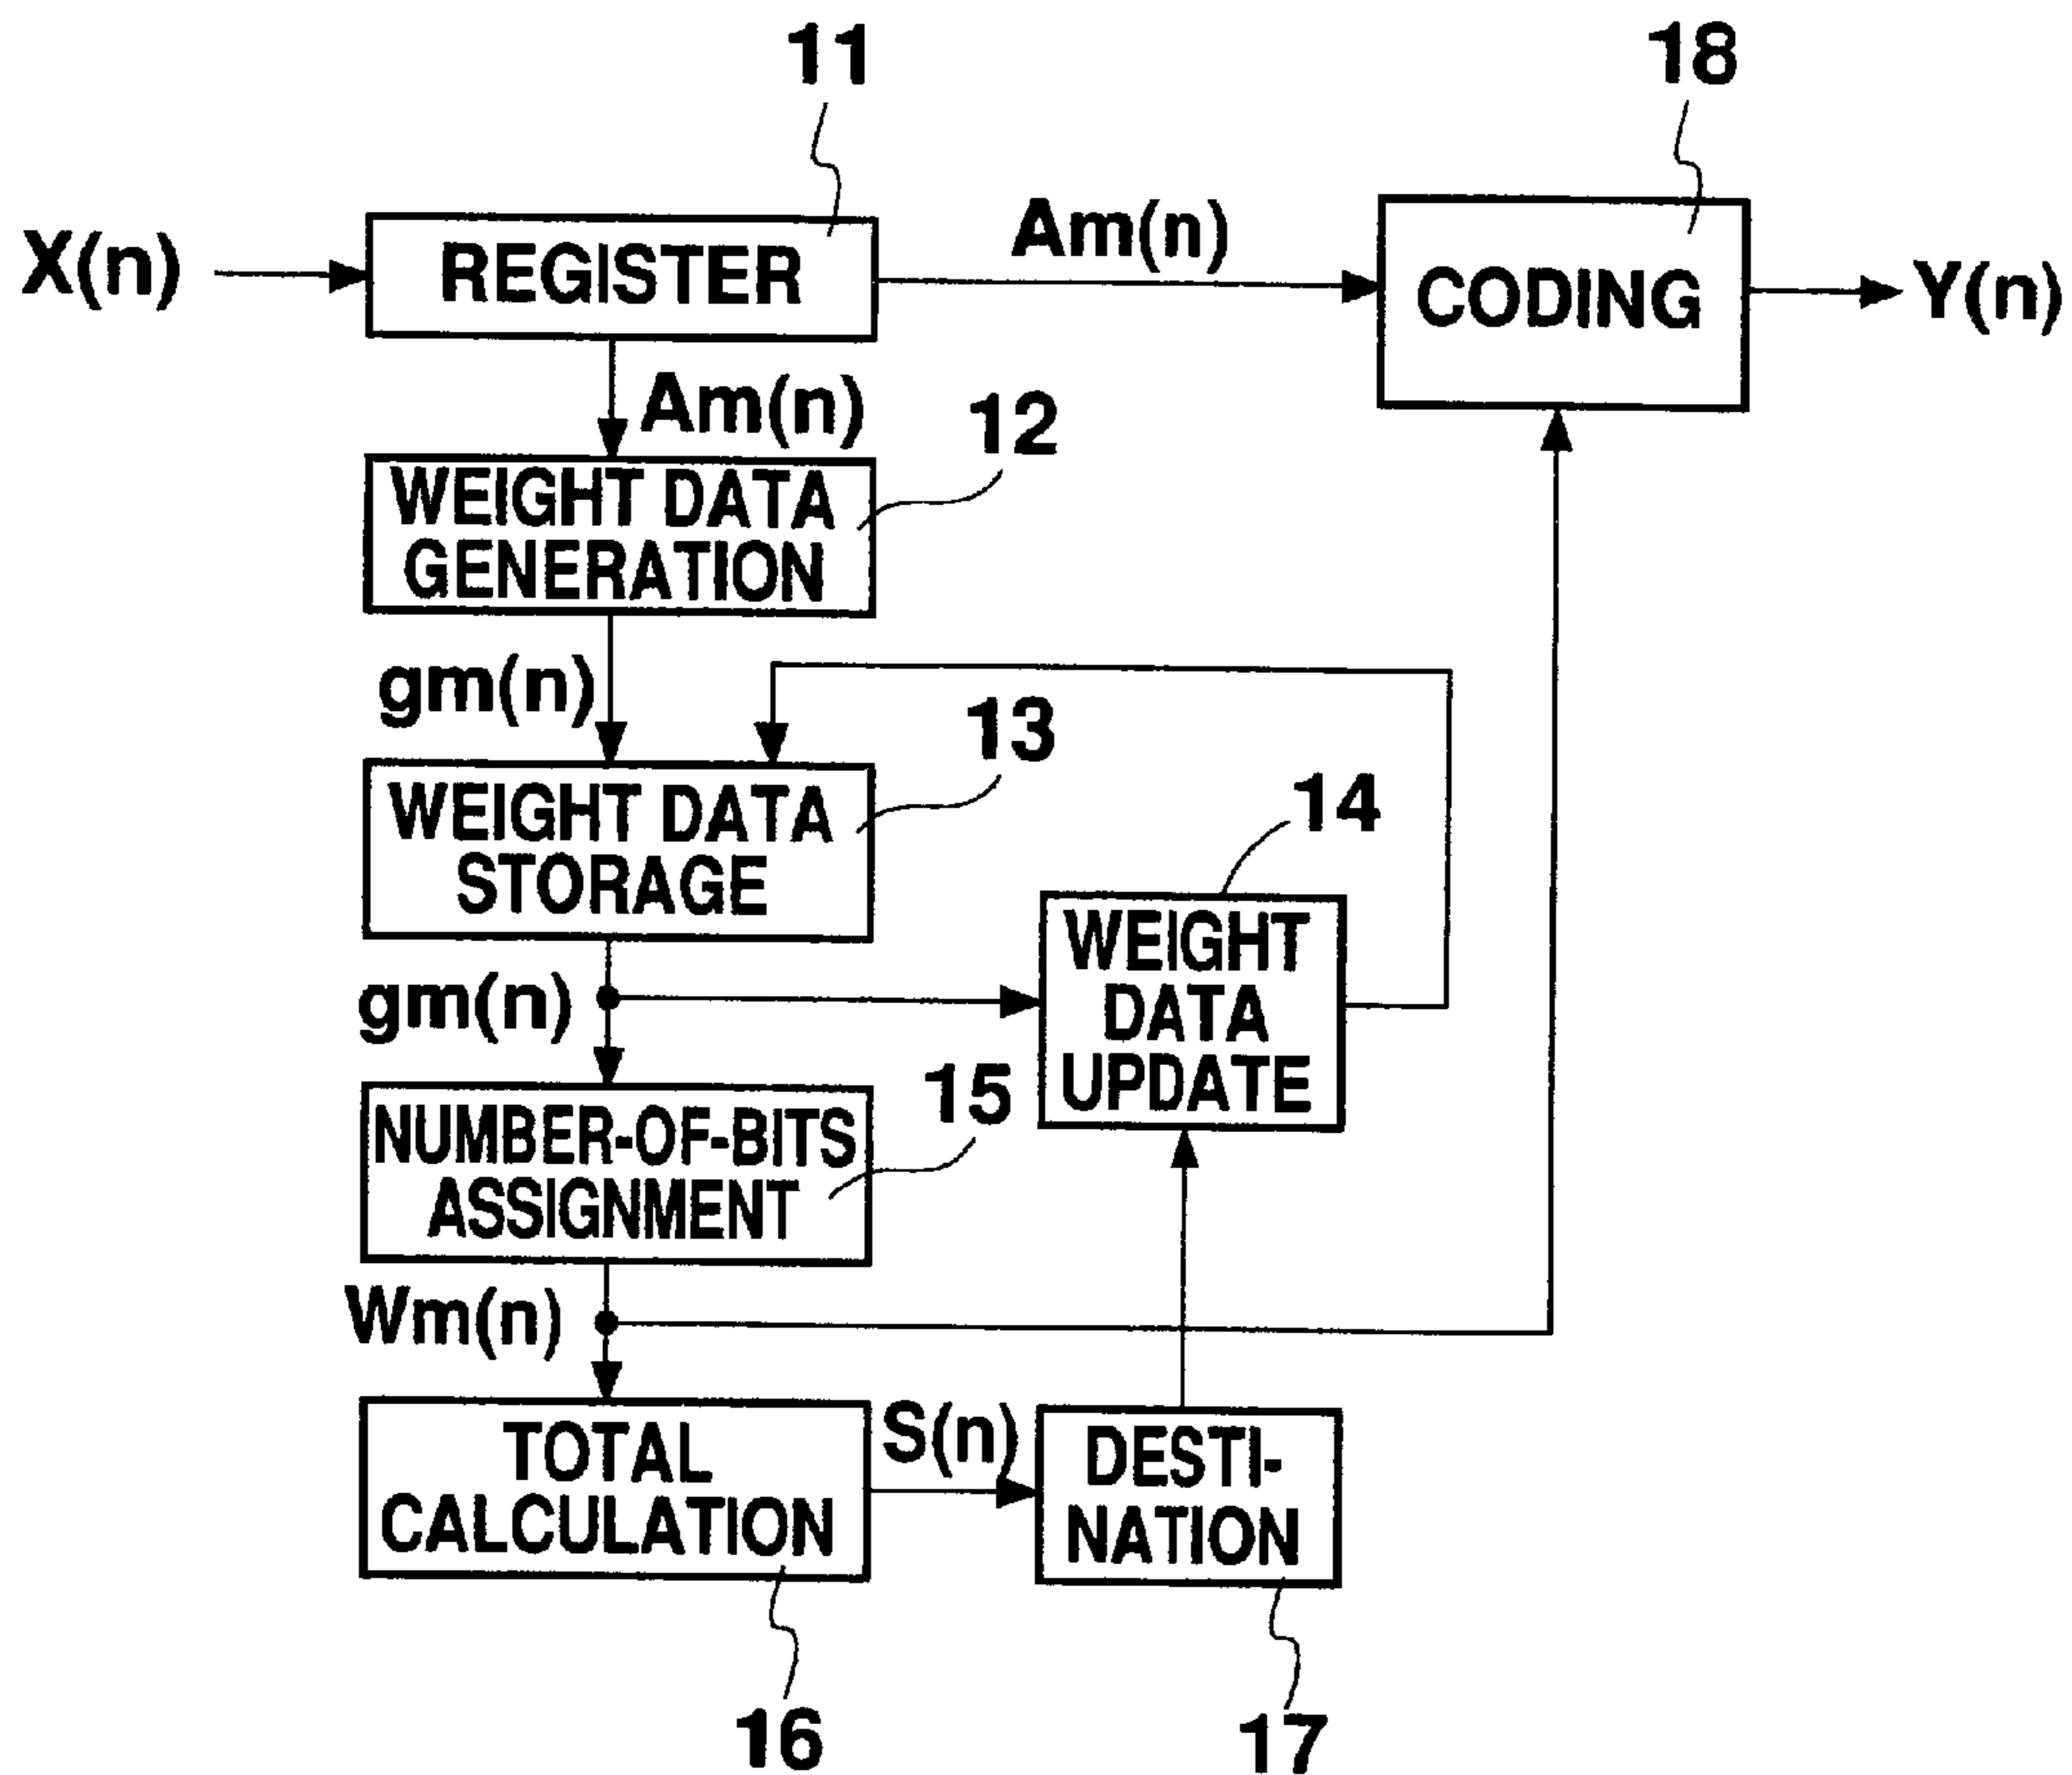 11
18
X(n)
REGISTER
Am(n)
CODING
Y(n)
Am(n)
12
WEIGHT DATA
GENERATION
gm(n)
13
WEIGHT DATA
STORAGE
14
WEIGHT
DATA
UPDATE
gm(n)
15
NUMBER-OF-BITS
ASSIGNMENT
Wm(n)
TOTAL
CALCULATION
S(n)
DESTI-
NATION
16
17